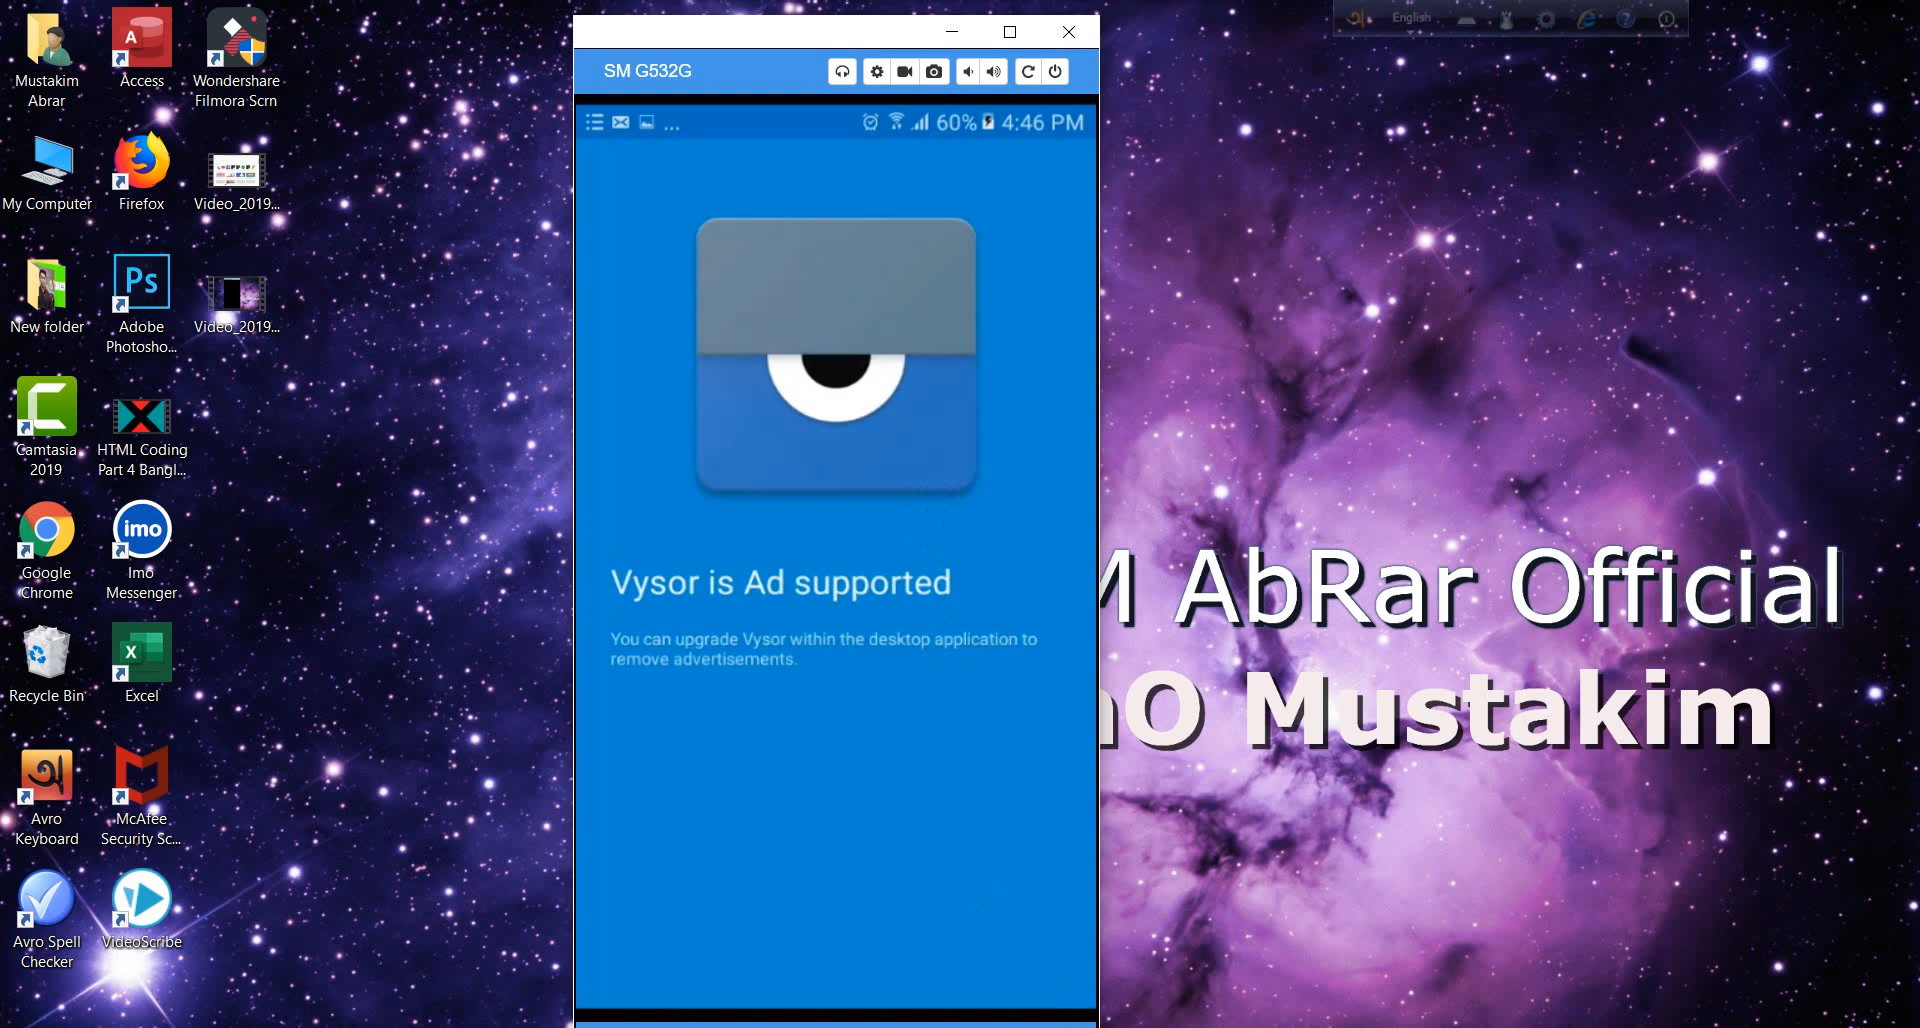 Mustakim
Abrar
Access
Wondershare
Filmora Scrn
My Computer
Firefox
Video_2019...
New folder
Ps
Adobe
Photosho...
Video_2019...
Camtasia
2019
HTML Coding
Part 4 Bangl...
Google
Chrome
imo
Imo
Messenger
Recycle Bin
Excel
Avro
Keyboard
McAfee
Security Sc...
Avro Spell
Checker
VideoScribe
SM G532G
... 60% 4:46 PM
Vysor is Ad supported
You can upgrade Vysor within the desktop application to
remove advertisements.
English
AbRar Official
O Mustakim